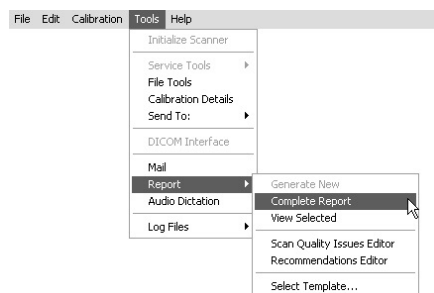 File Edit Calibration Tools Help
Initialize Scanner
Service Tools
File Tools
Calibration Details
Send To:
DICOM Interface
Mail
Report
Audio Dictation
Log Files
Generate New
Complete Report
View Selected
Scan Quality Issues Editor
Recommendations Editor
Select Template...